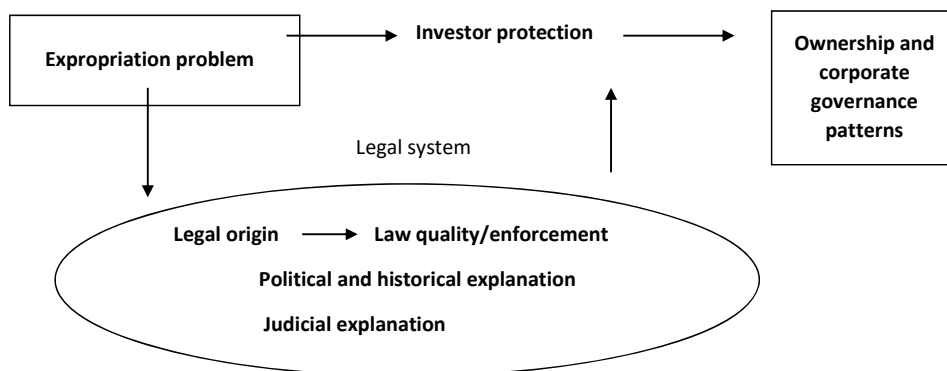 Investor protection
Expropriation problem
Ownership and
corporate
governance
patterns
Legal system
Legal origin
Law quality/enforcement
Political and historical explanation
Judicial explanation